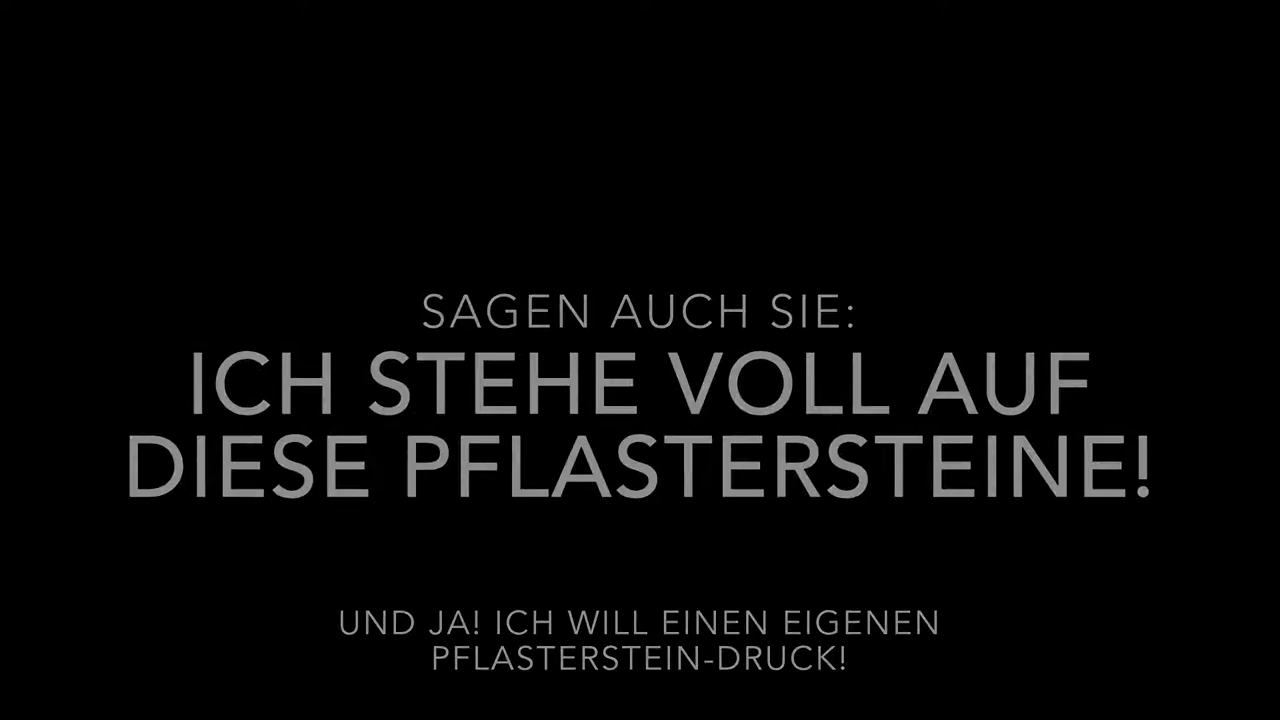 SAGEN AUCH SIE:
ICH STEHE VOLL AUF
DIESE PFLASTERSTEINE!
UND JA! ICH WILL EINEN EIGENEN
PFLASTERSTEIN-DRUCK!